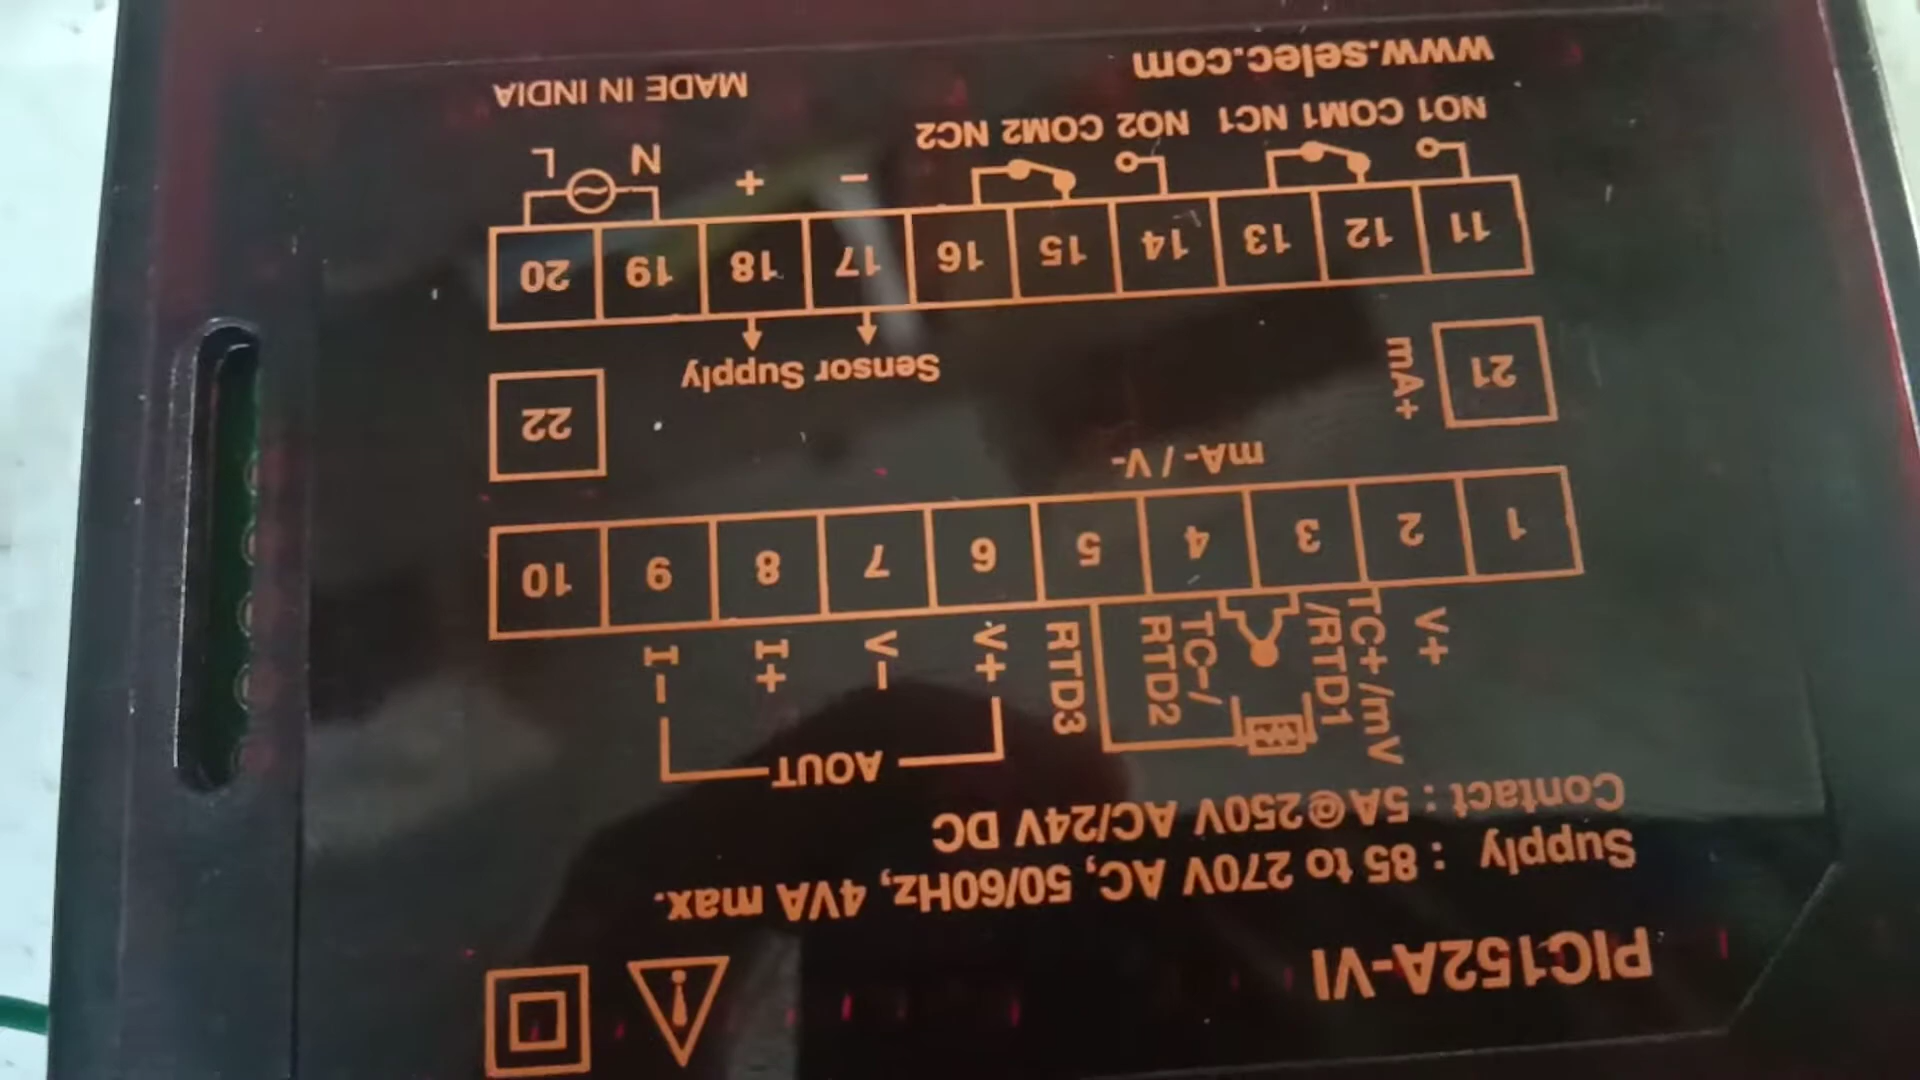 PIC152A-VI
Supply : 85 to 270V AC, 50/60Hz, 4VA max.
Contact : 5A@250V AC/24V DC
AOUT
V+
TC+/mV
/RTD1
TC-/
RTD2
RTD3
V+
V-
I+
I-
1 2 3 4 5 6 7 8 9 10
mA-/V-
21
mA+
22
Sensor Supply
11 12 13 14 15 16 17 18 19 20
- + N L
NO1 COM1 NC1 NO2 COM2 NC2
www.selec.com MADE IN INDIA